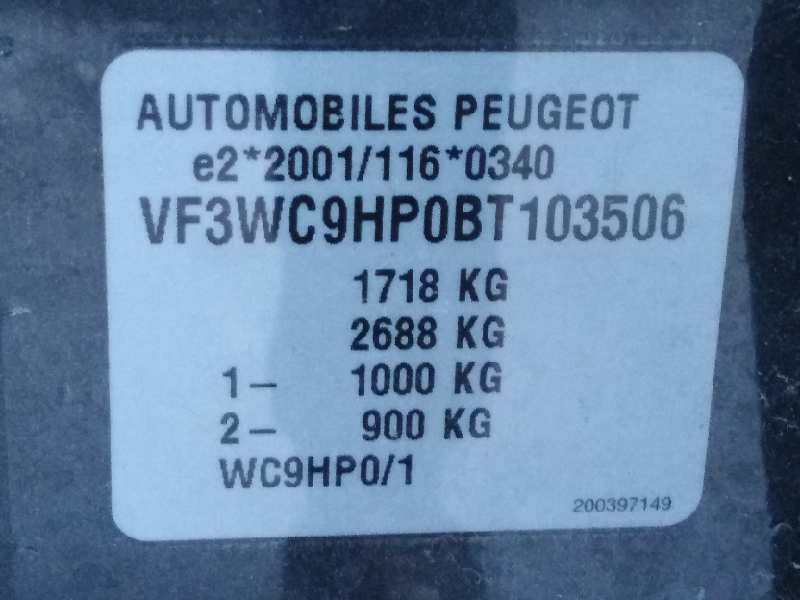 AUTOMOBILES PEUGEOT
e2*2001/116*0340
VF3WC9HP0BT103506
1718 KG
2688 KG
1- 1000 KG
2- 900 KG
WC9HP0/1
200397149